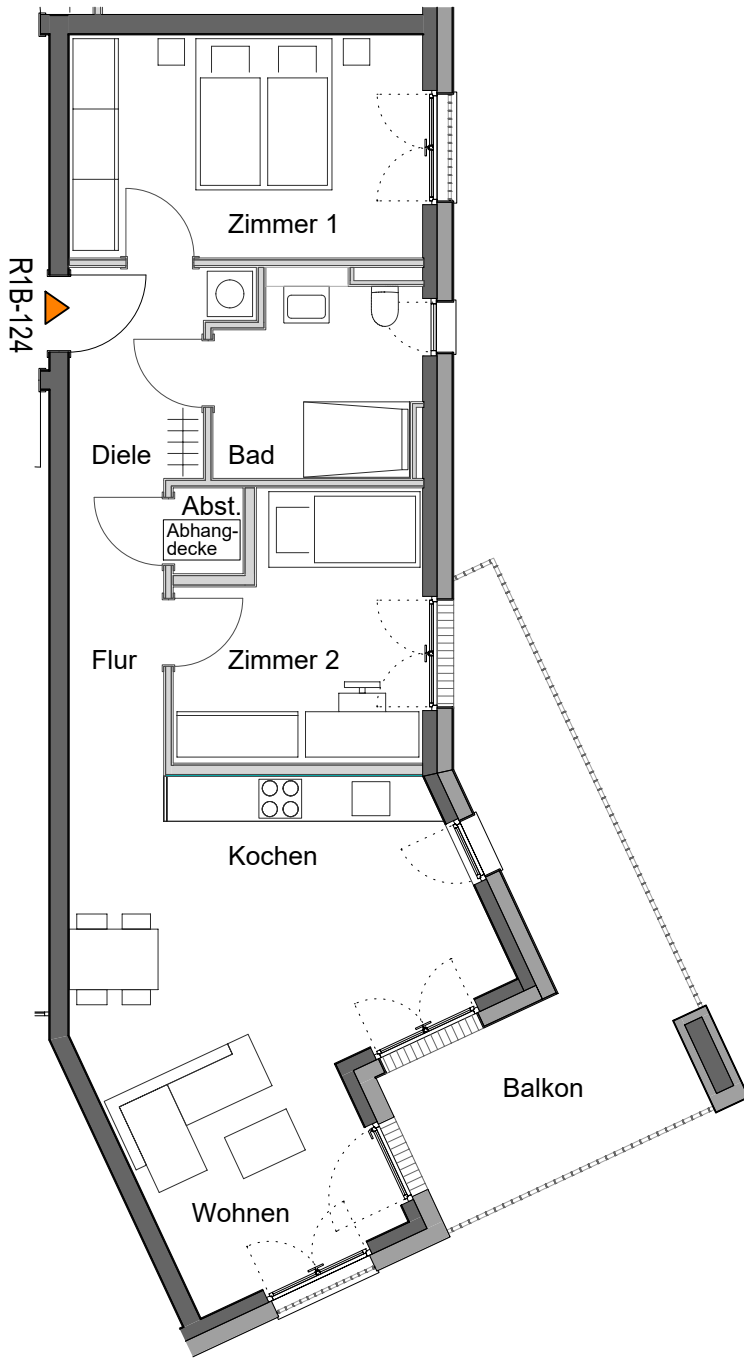 Zimmer 1
R1B-124
Diele
Bad
Abst.
Abhang-
decke
Flur
Zimmer 2
Kochen
Balkon
Wohnen